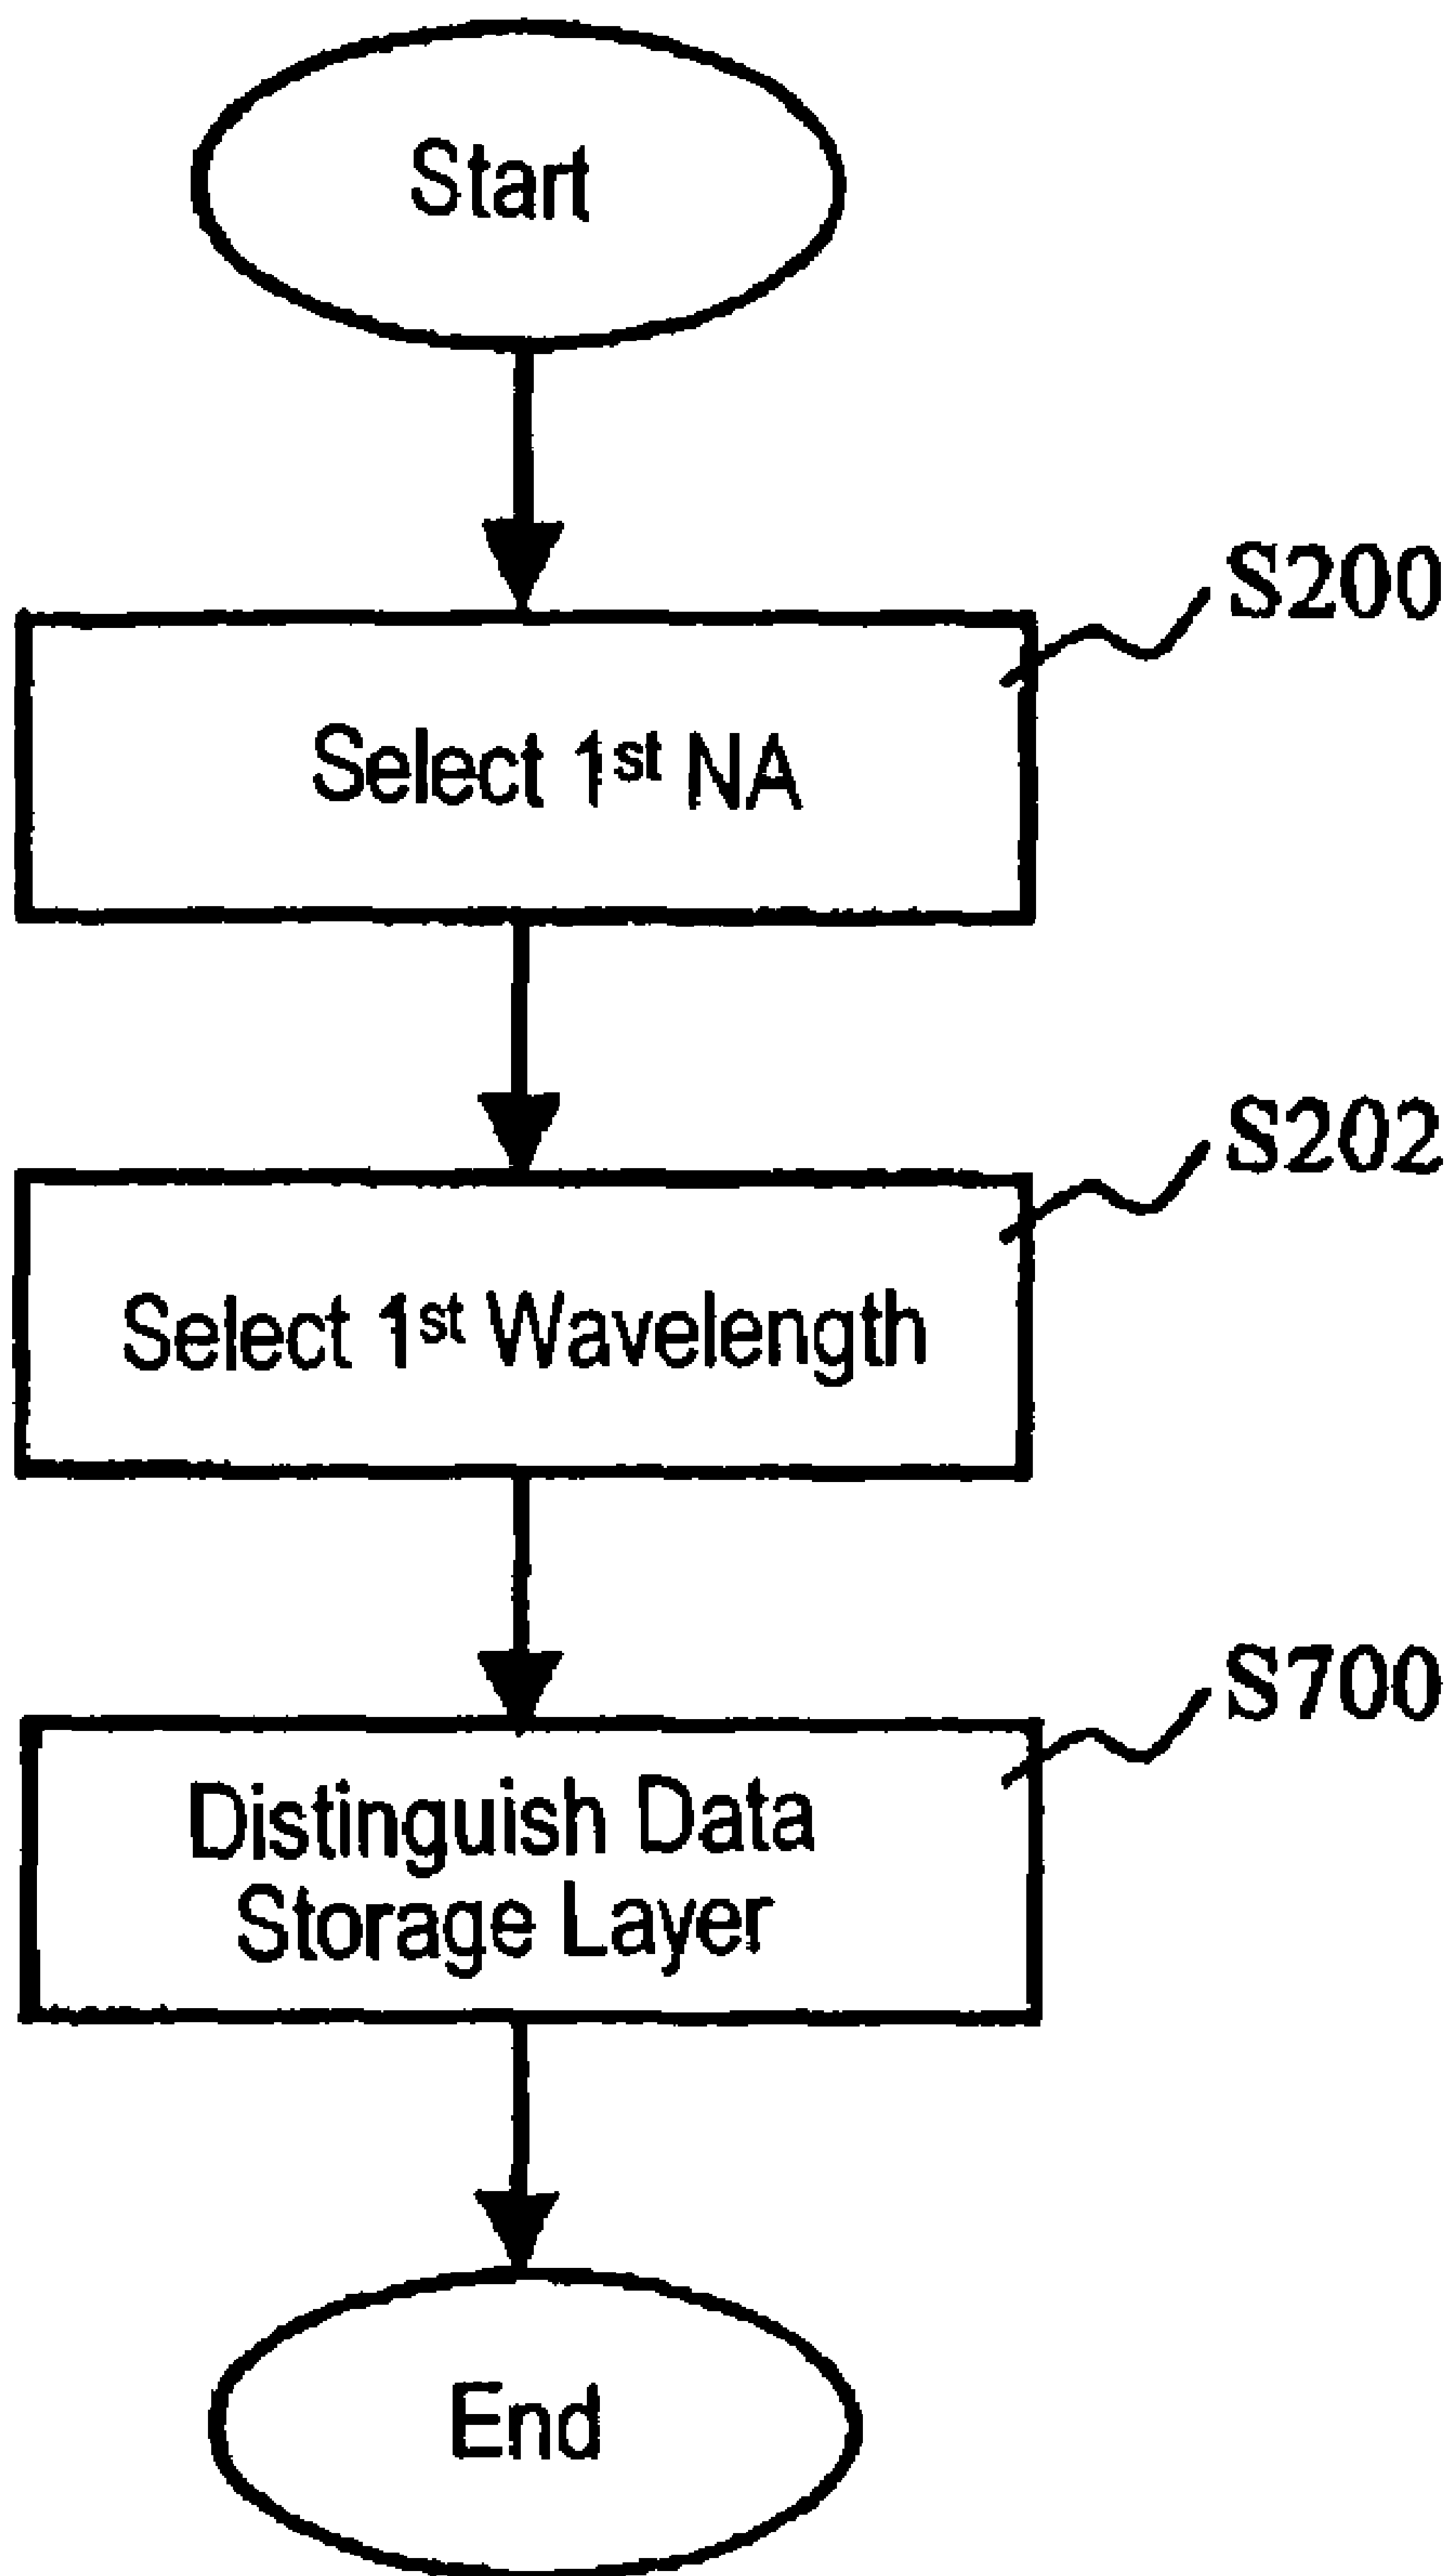 Start
S200
Select 1st NA
S202
Select 1st Wavelength
S700
Distinguish Data
Storage Layer
End